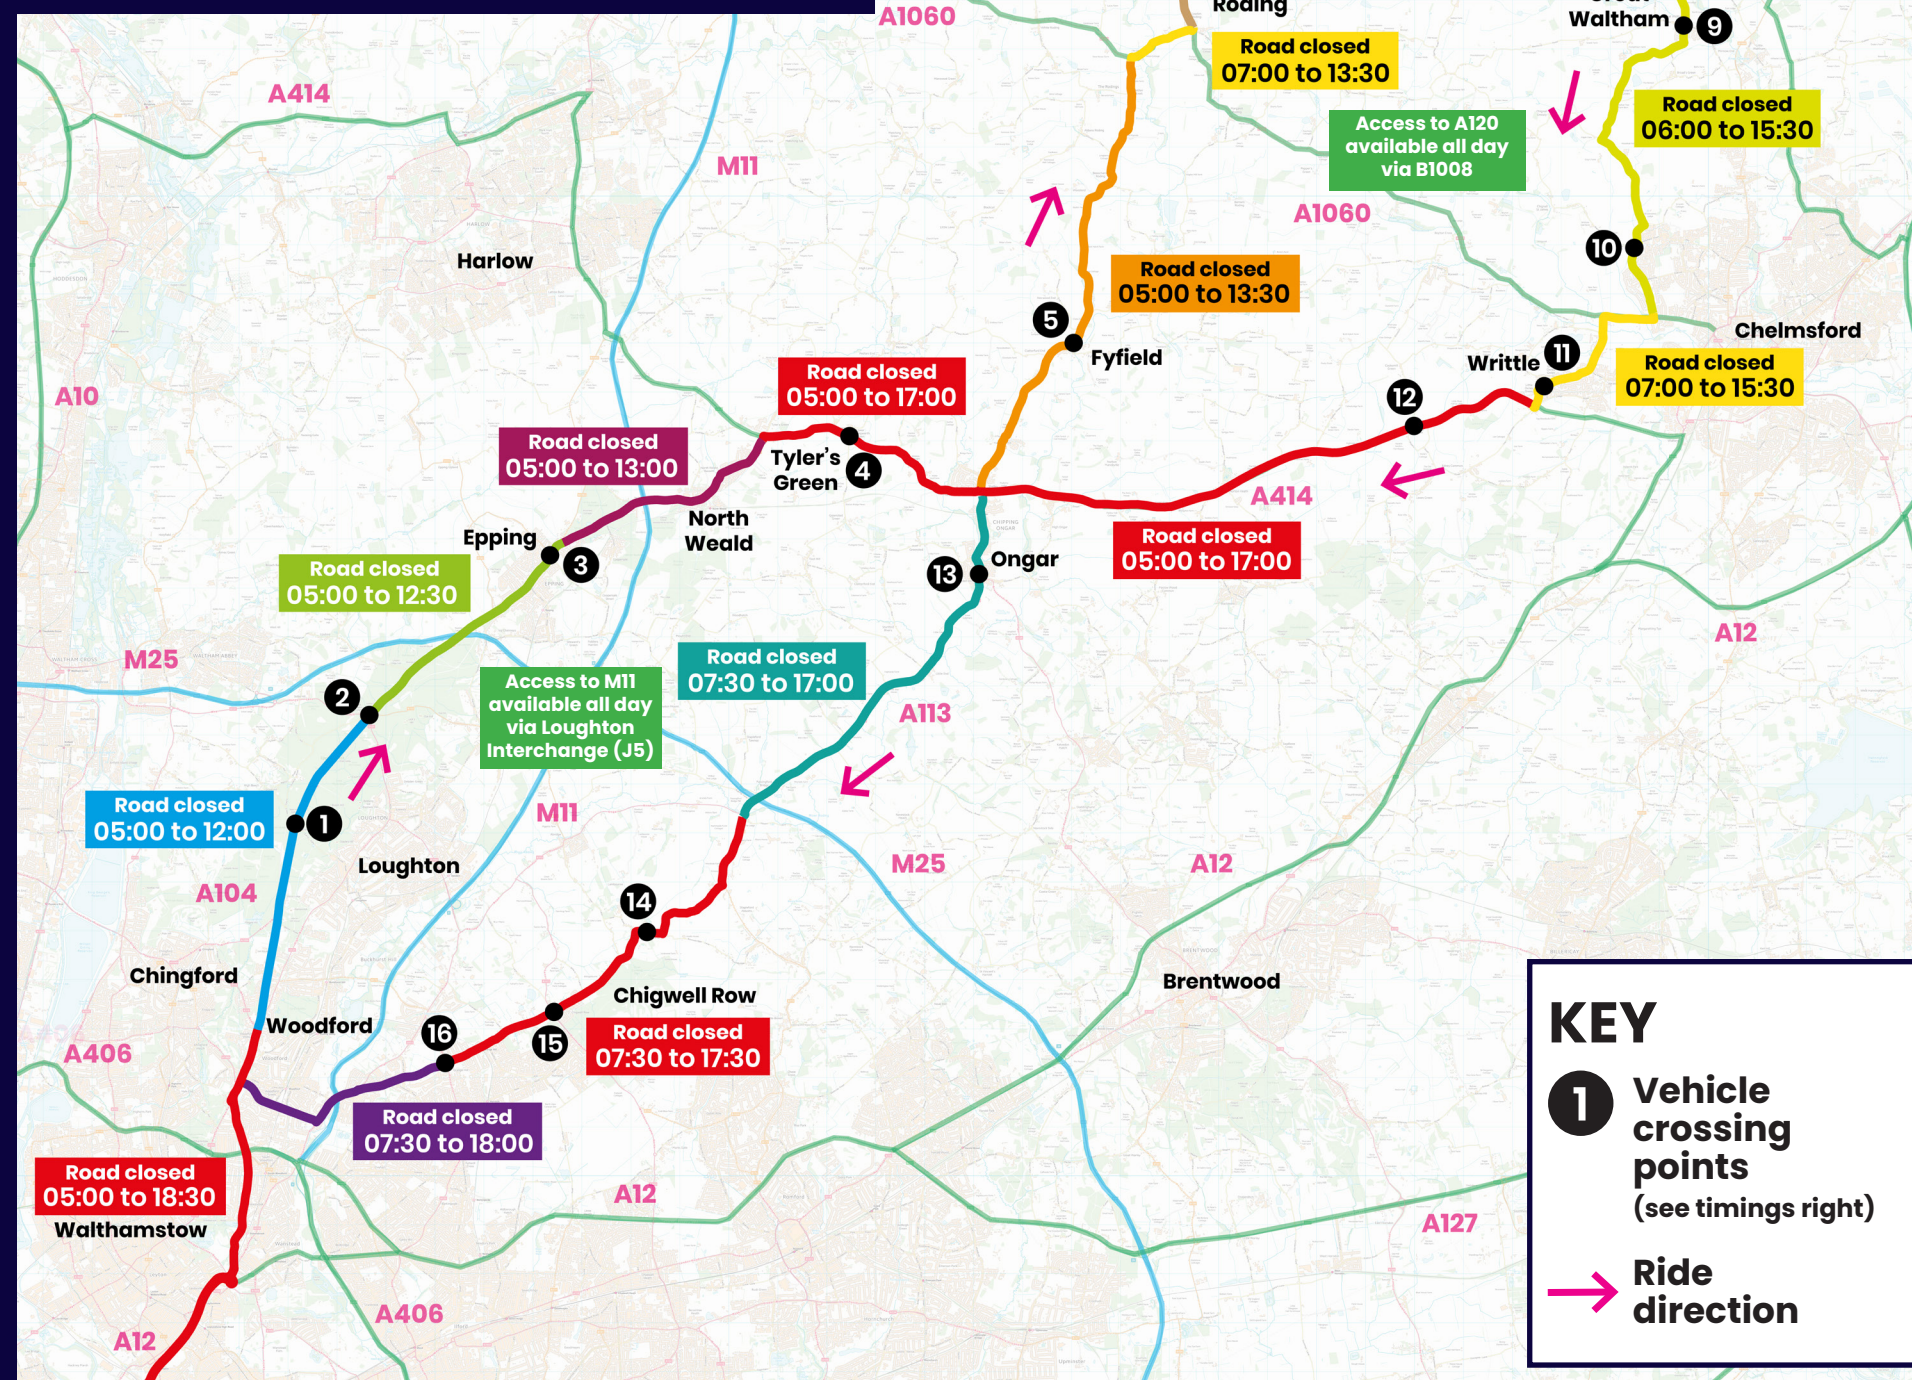 A1060
Roding
Waltham
9
Road closed
07:00 to 13:30
A414
Road closed
06:00 to 15:30
Access to A120
available all day
via B1008
M11
A1060
10
Harlow
Road closed
05:00 to 13:30
5
Fyfield
Chelmsford
11
Writtle
Road closed
07:00 to 15:30
A10
Road closed
05:00 to 17:00
12
Road closed
05:00 to 13:00
Tyler's
Green
4
A414
North
Weald
Epping
3
Road closed
05:00 to 17:00
Ongar
13
Road closed
05:00 to 12:30
A12
M25
Road closed
07:30 to 17:00
2
Access to M11
available all day
via Loughton
Interchange (J5)
A113
Road closed
05:00 to 12:00
1
M11
Loughton
M25
A12
A104
14
Chingford
Brentwood
Chigwell Row
Woodford
16
15
Road closed
07:30 to 17:30
A406
Road closed
07:30 to 18:00
Road closed
05:00 to 18:30
Walthamstow
A12
A127
A406
A12
KEY
1
Vehicle
crossing
points
(see timings right)
Ride
direction